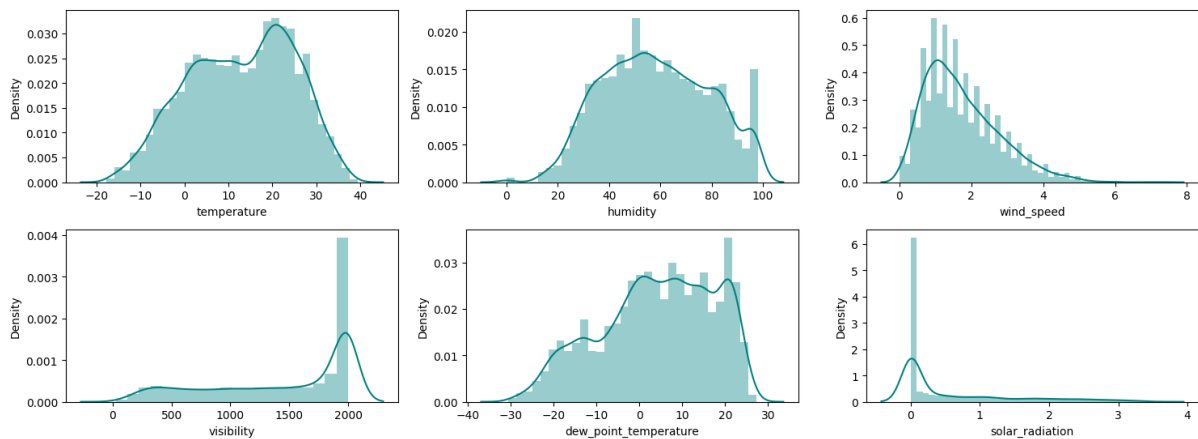 Density
0.030
0.025
0.020
0.015
0.010
0.005
0.000
−20 −10 0 10 20 30 40
temperature
Density
0.020
0.015
0.010
0.005
0.000
0 20 40 60 80 100
humidity
Density
0.6
0.5
0.4
0.3
0.2
0.1
0.0
0 2 4 6 8
wind_speed
Density
0.004
0.003
0.002
0.001
0.000
0 500 1000 1500 2000
visibility
Density
0.03
0.02
0.01
0.00
−40 −30 −20 −10 0 10 20 30
dew_point_temperature
Density
6
5
4
3
2
1
0
0 1 2 3 4
solar_radiation